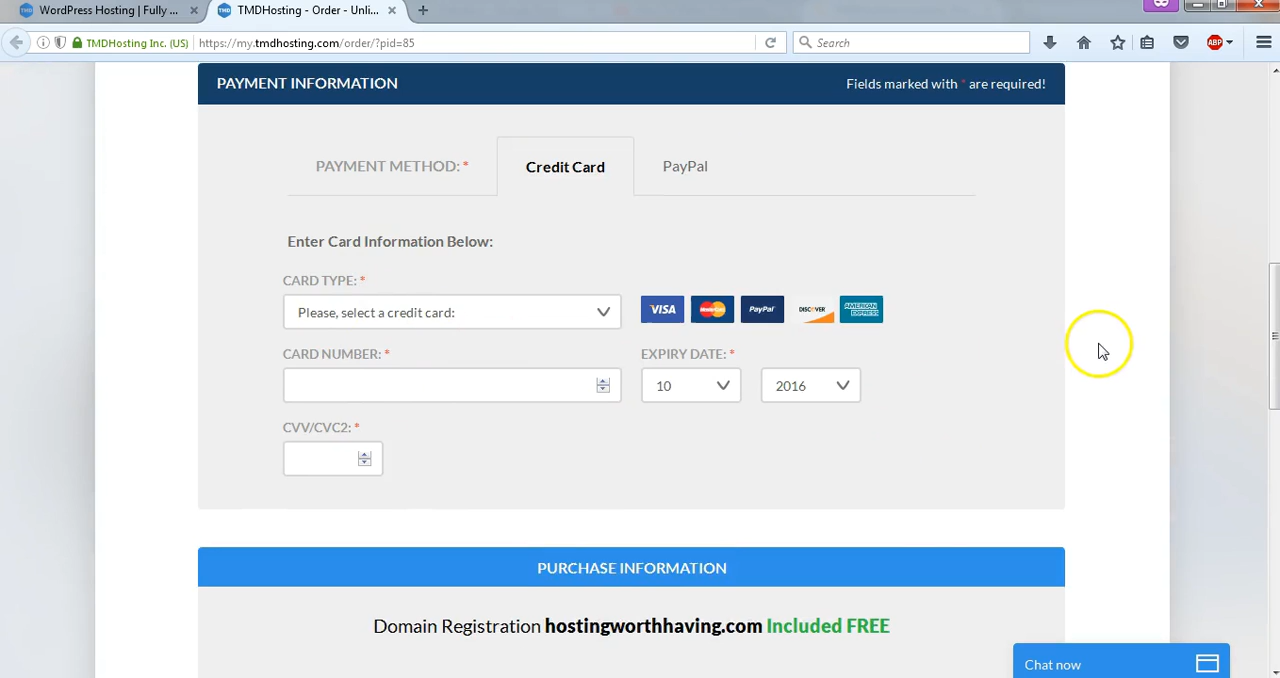 WordPress Hosting | Fully ...
TMDHosting - Order - Unli...
TMDHosting Inc. (US)
https://my.tmdhosting.com/order/?pid=85
Search
ABP
PAYMENT INFORMATION
Fields marked with * are required!
PAYMENT METHOD: *
Credit Card
PayPal
Enter Card Information Below:
CARD TYPE: *
Please, select a credit card:
VISA
MasterCard
PayPal
DISCOVER
AMERICAN EXPRESS
CARD NUMBER: *
EXPIRY DATE: *
10
2016
CVV/CVC2: *
PURCHASE INFORMATION
Domain Registration hostingworthhaving.com Included FREE
Chat now